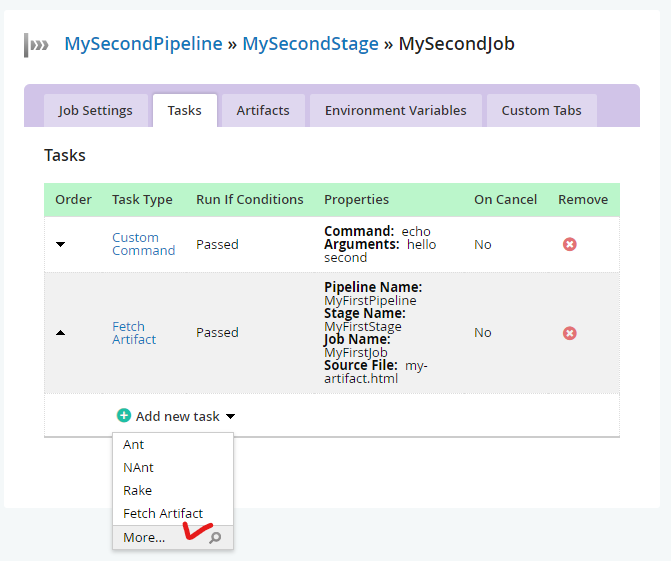 MySecondPipeline » MySecondStage » MySecondJob
Job Settings Tasks Artifacts Environment Variables Custom Tabs
Tasks
Order Task Type Run If Conditions Properties On Cancel Remove
Custom Command Passed Command: echo No
Arguments: hello second
Fetch Artifact Passed Pipeline Name: MyFirstPipeline No
Stage Name: MyFirstStage
Job Name: MyFirstJob
Source File: my-artifact.html
Add new task
Ant
NAnt
Rake
Fetch Artifact
More...